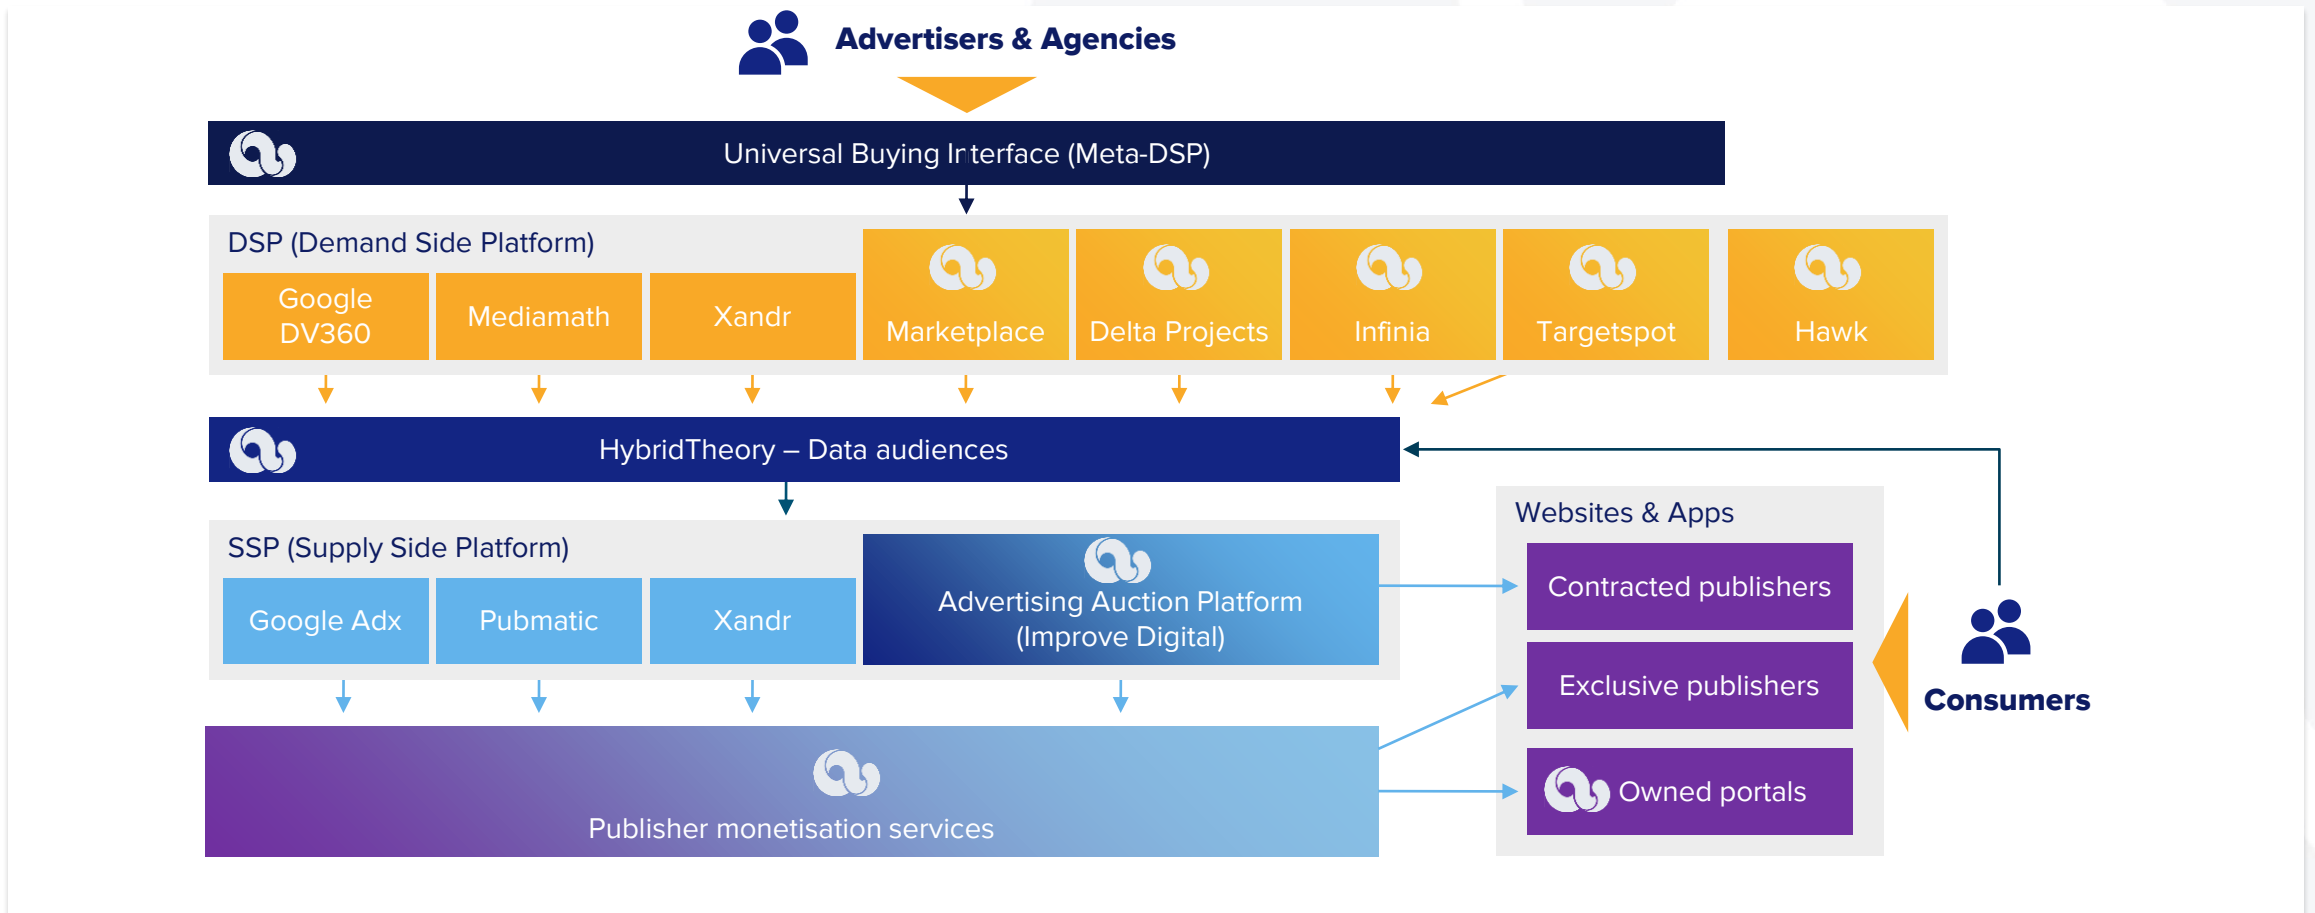 Advertisers & Agencies
Universal Buying Interface (Meta-DSP)
DSP (Demand Side Platform)
Google
DV360
Mediamath
Xandr
Marketplace
Delta Projects
Infinia
Targetspot
Hawk
HybridTheory – Data audiences
SSP (Supply Side Platform)
Google Adx
Pubmatic
Xandr
Advertising Auction Platform
(Improve Digital)
Publisher monetisation services
Websites & Apps
Contracted publishers
Exclusive publishers
Owned portals
Consumers